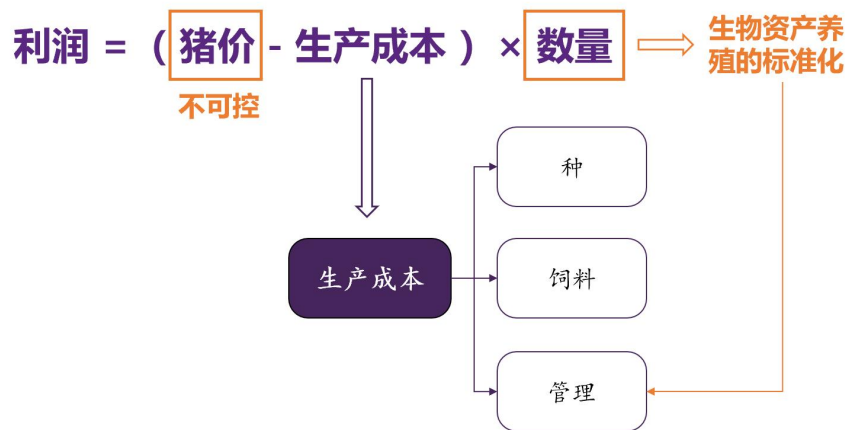 利润 = （猪价 - 生产成本 ）× 数量
生物资产养
殖的标准化
不可控
种
生产成本
饲料
管理